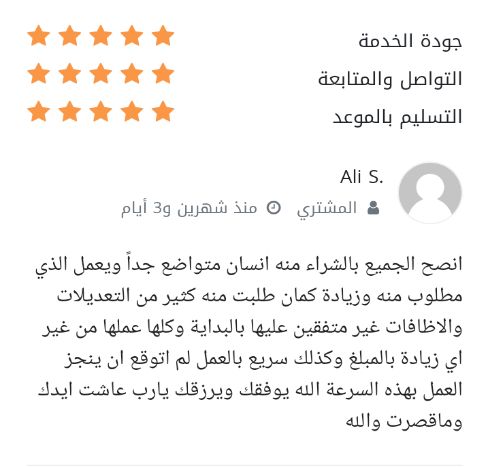 جودة الخدمة
التواصل والمتابعة
التسليم بالموعد
Ali S.
المشتري منذ شهرين و3 أيام
انصح الجميع بالشراء منه انسان متواضع جداً ويعمل الذي
مطلوب منه وزيادة كمان طلبت منه كثير من التعديلات
والاظافات غير متفقين عليها بالبداية وكلها عملها من غير
اي زيادة بالمبلغ وكذلك سريع بالعمل لم اتوقع ان ينجز
العمل بهذه السرعة الله يوفقك ويرزقك يارب عاشت ايدك
وماقصرت والله